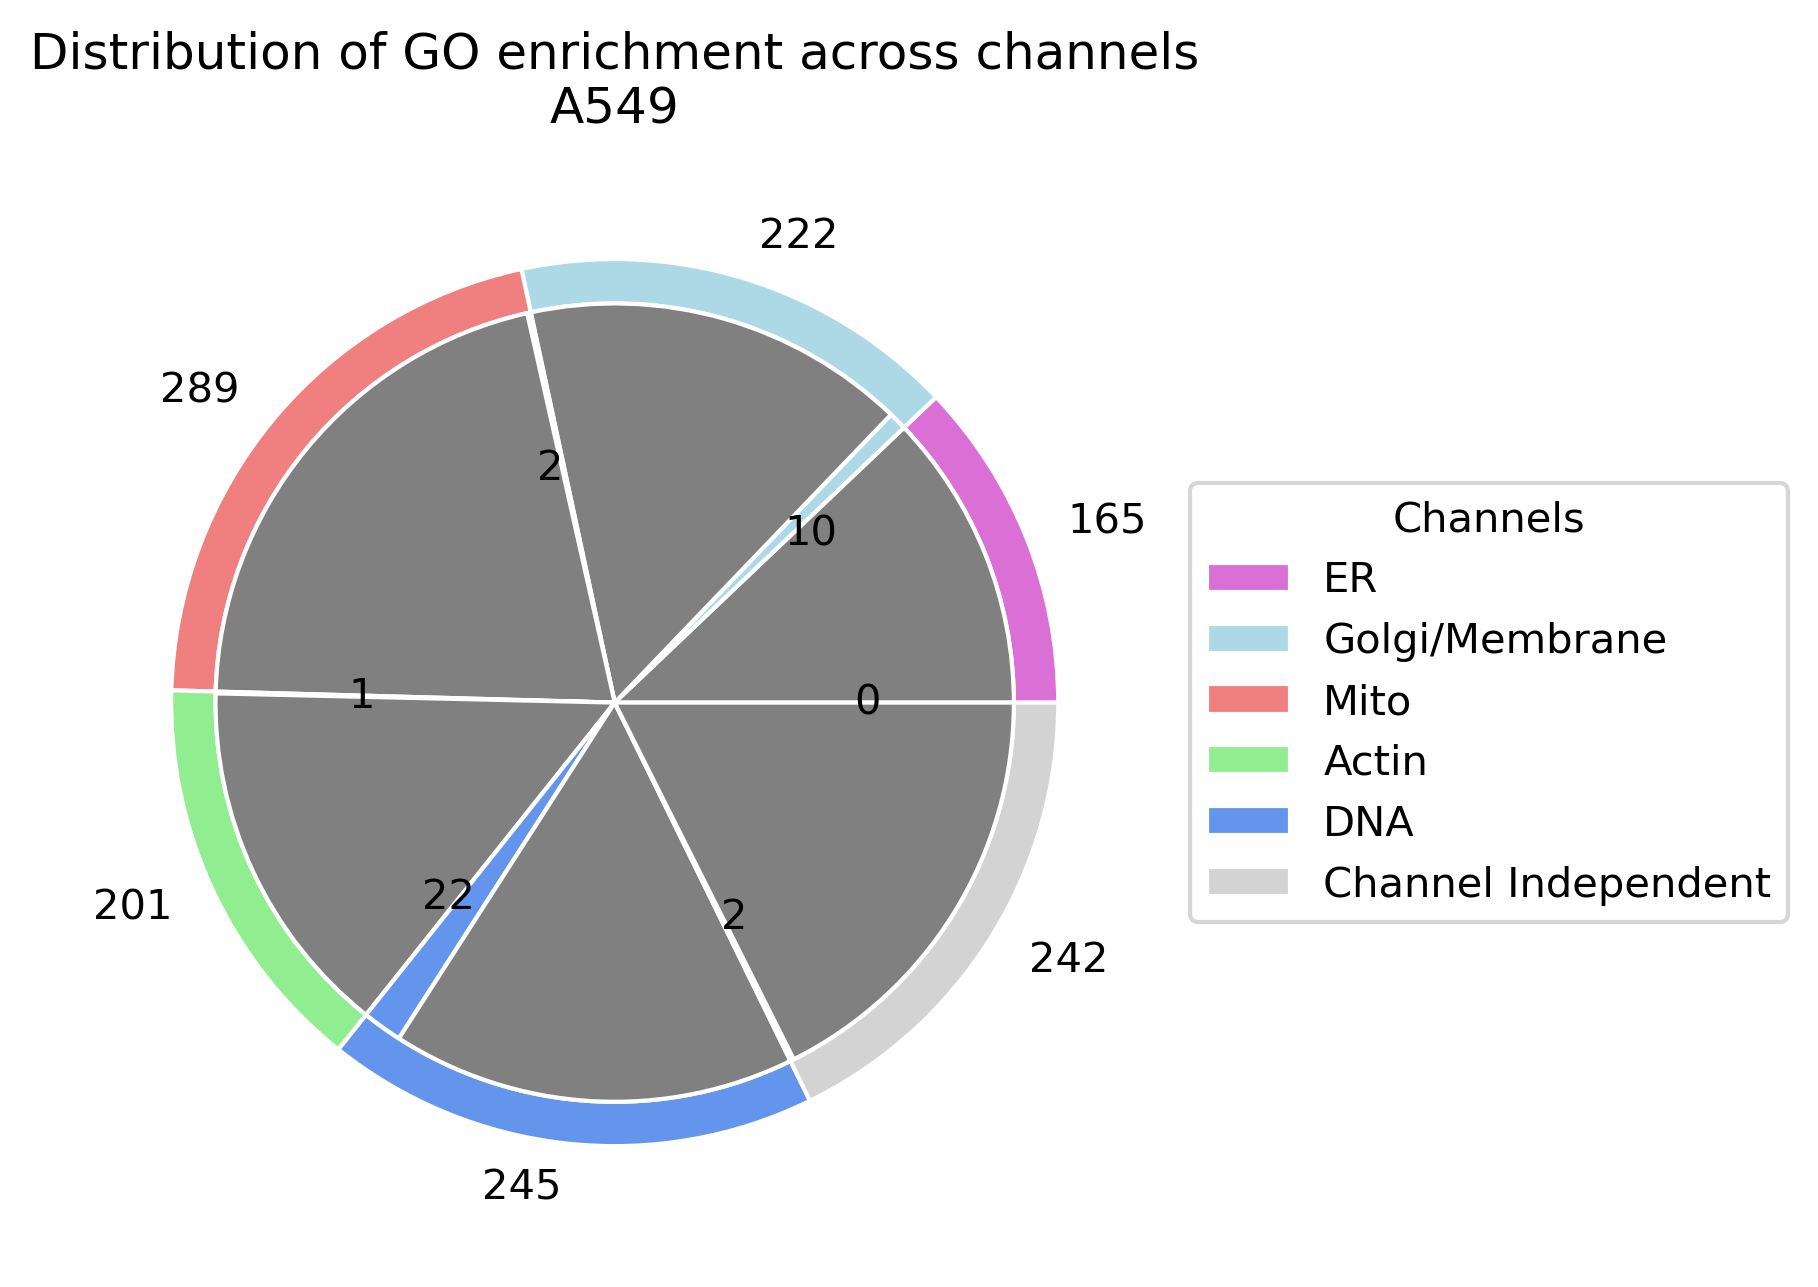 Distribution of GO enrichment across channels
A549
222
289
165
2
10
1
0
22
2
201
242
245
Channels
ER
Golgi/Membrane
Mito
Actin
DNA
Channel Independent